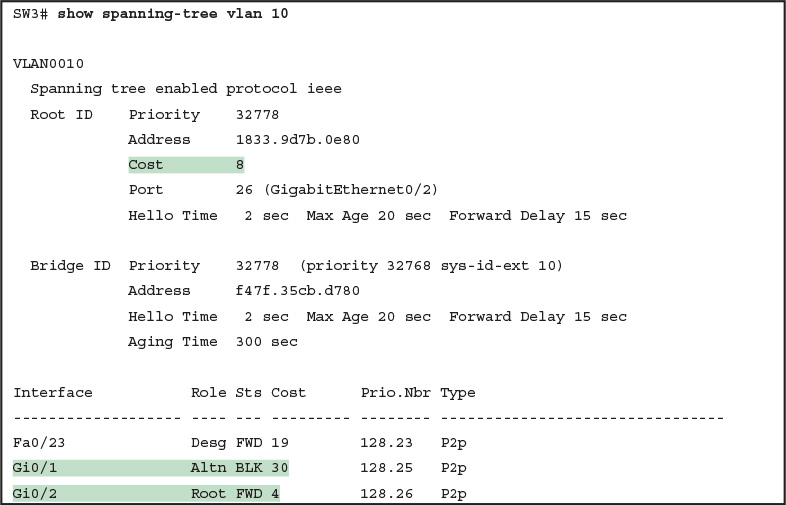 SW3# show spanning-tree vlan 10
VLAN0010
Spanning tree enabled protocol ieee
Root ID Priority 32778
Address 1833.9d7b.0e80
Cost 8
Port 26 (GigabitEthernet0/2)
Hello Time 2 sec Max Age 20 sec Forward Delay 15 sec
Bridge ID Priority 32778 (priority 32768 sys-id-ext 10)
Address f47f.35cb.d780
Hello Time 2 sec Max Age 20 sec Forward Delay 15 sec
Aging Time 300 sec
Interface Role Sts Cost Prio.Nbr Type
------------------- ---- --- --------- -------- --------------------------------
Fa0/23 Desg FWD 19 128.23 P2p
Gi0/1 Altn BLK 30 128.25 P2p
Gi0/2 Root FWD 4 128.26 P2p